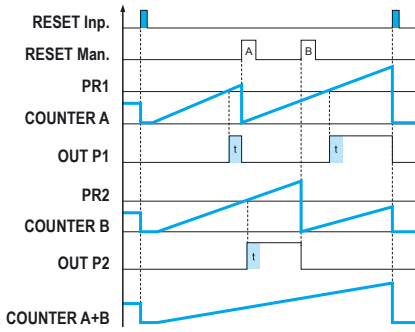 RESET Inp.
RESET Man.
A
B
PR1
COUNTER A
OUT P1
t
t
PR2
COUNTER B
OUT P2
t
COUNTER A+B